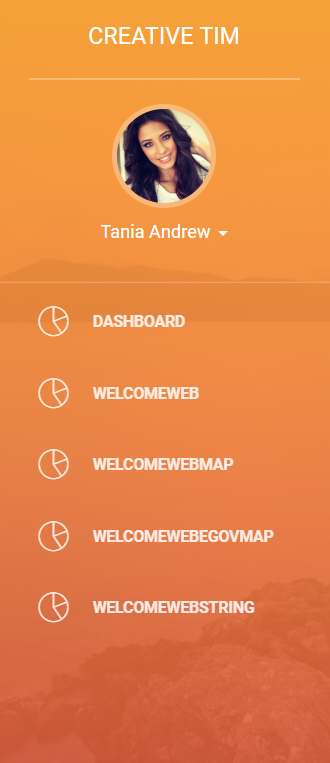 CREATIVE TIM
Tania Andrew
DASHBOARD
WELCOMEWEB
WELCOMEWEBMAP
WELCOMEWEBEGOVMAP
WELCOMEWEBSTRING